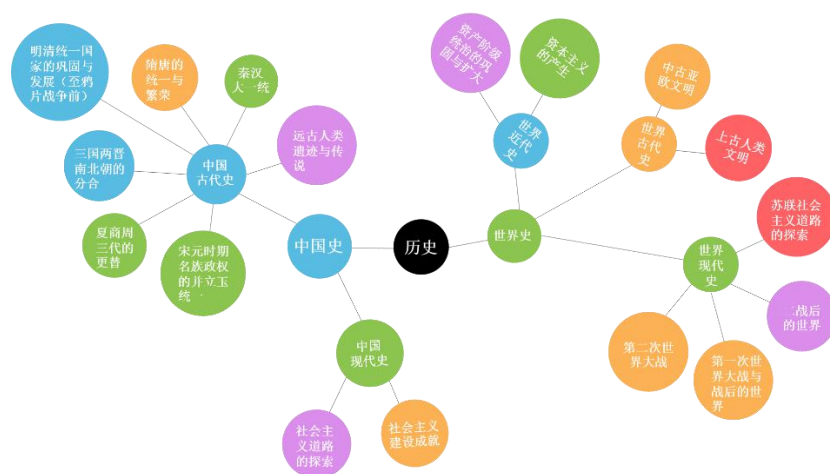 历史
中国史
中国
古代史
明清统一国
家的巩固与
发展（至鸦
片战争前）
隋唐的
统一与
繁荣
秦汉
大一统
远古人类
遗迹与传
说
三国两晋
南北朝的
分合
夏商周
三代的
更替
宋元时期
名族政权
的并立玉
统一
中国
现代史
社会主
义道路
的探索
社会主义
建设成就
世界史
世界
近代
史
资产阶级
统治的巩
固与扩大
资本主义
的产生
世界
古代
史
中古亚
欧文明
上古人类
文明
世界
现代
史
苏联社会
主义道路
的探索
二战后
的世界
第一次世
界大战与
战后的世
界
第二次世
界大战